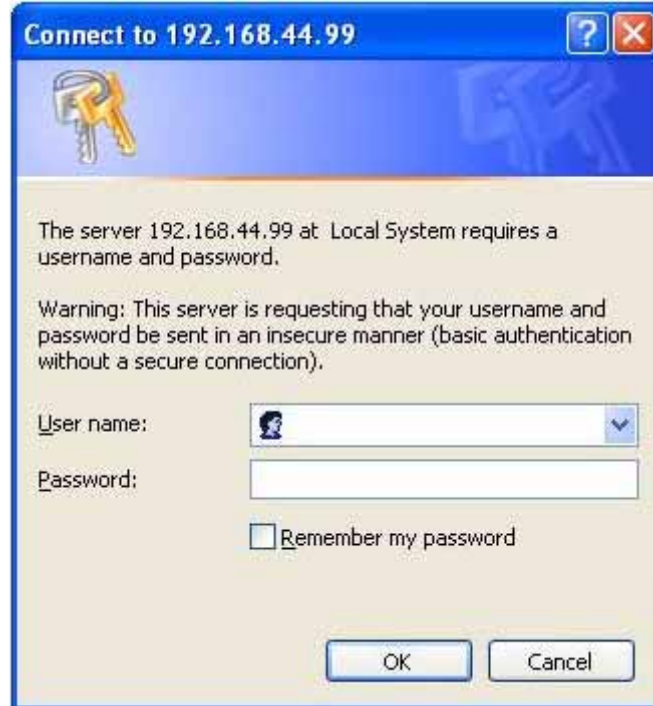 Connect to 192.168.44.99
?
The server 192.168.44.99 at Local System requires a
username and password.
Warning: This server is requesting that your username and
password be sent in an insecure manner (basic authentication
without a secure connection).
User name:
Password:
Remember my password
OK Cancel